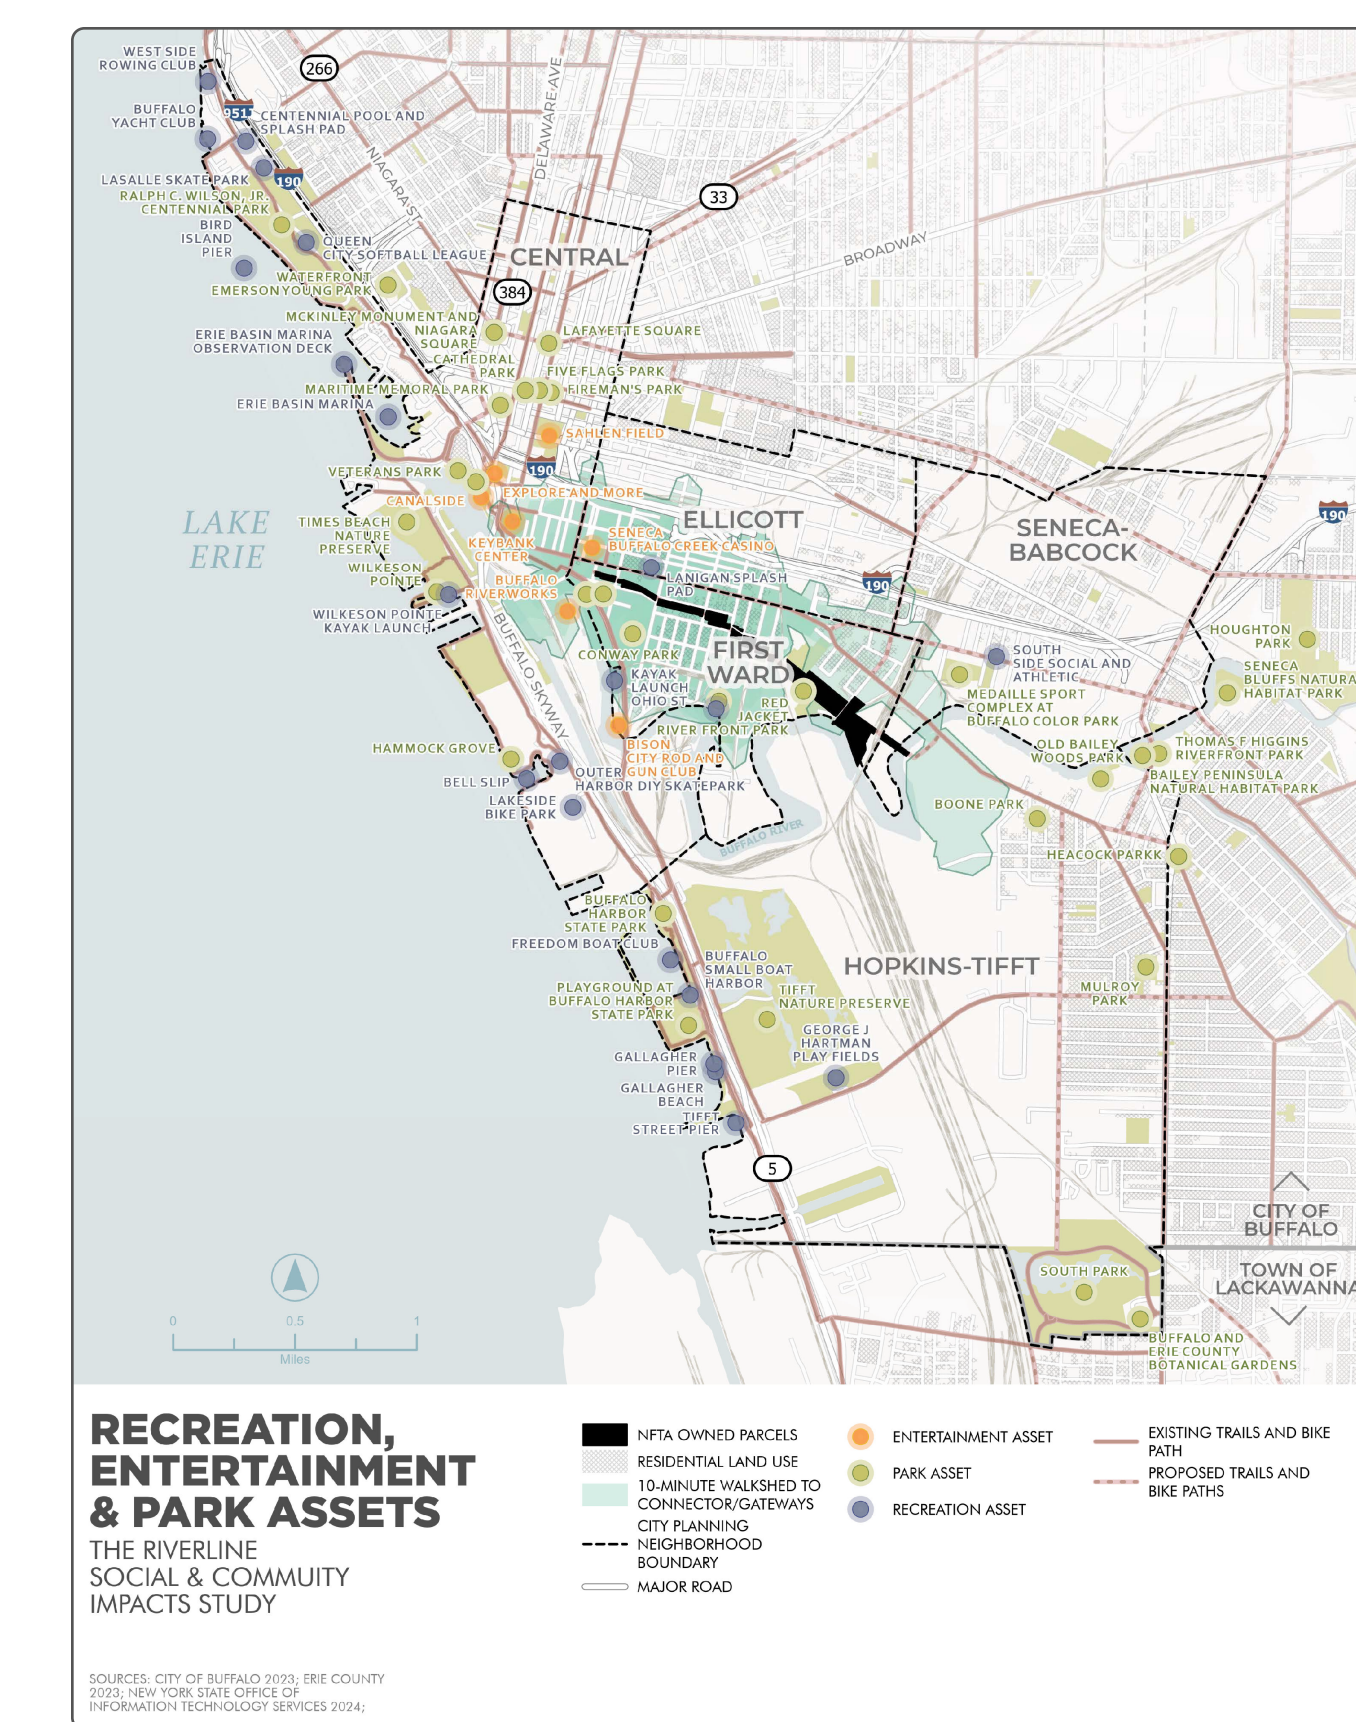 WEST SIDE
ROWING CLUB
266
BUFFALO
YACHT CLUB
951I
CENTENNIAL POOL AND
SPLASH PAD
DELAWARE AVE
NIAGARA ST
LASALLE SKATE PARK
190
RALPH C. WILSON, JR.
CENTENNIAL PARK
33
BIRD
ISLAND
PIER
QUEEN
CITY SOFTBALL LEAGUE
CENTRAL
BROADWAY
WATERFRONT
EMERSON YOUNG PARK
384
MCKINLEY MONUMENT AND
NIAGARA
SQUARE
LAFAYETTE SQUARE
ERIE BASIN MARINA
OBSERVATION DECK
CATHEDRAL
PARK
FIVE FLAGS PARK
MARITIME MEMORAL PARK
FIREMAN'S PARK
ERIE BASIN MARINA
SAHLEN FIELD
VETERANS PARK
190
CANALSIDE
EXPLORE AND MORE
LAKE
ERIE
TIMES BEACH
NATURE
PRESERVE
ELLICOTT
SENECA-
BABCOCK
190
KEYBANK
CENTER
SENECA
BUFFALO CREEK CASINO
WILKESON
POINTE
BUFFALO
RIVERWORKS
LANIGAN SPLASH
PAD
190
WILKESON POINTE
KAYAK LAUNCH
BUFFALO SKYWAY
CONWAY PARK
FIRST
WARD
HOUGHTON
PARK
SOUTH
SIDE SOCIAL AND
ATHLETIC
KAYAK
LAUNCH
OHIO ST
SENECA
BLUFFS NATURA
HABITAT PARK
MEDAILLE SPORT
COMPLEX AT
BUFFALO COLOR PARK
RED
JACKET
RIVER FRONT PARK
HAMMOCK GROVE
BISON
CITY ROD AND
GUN CLUB
OLD BAILEY
WOODS PARK
THOMAS F HIGGINS
RIVERFRONT PARK
BELL SLIP
OUTER
HARBOR DIY SKATEPARK
BAILEY PENINSULA
NATURAL HABITAT PARK
LAKESIDE
BIKE PARK
BOONE PARK
BUFFALO RIVER
HEACOCK PARKK
BUFFALO
HARBOR
STATE PARK
FREEDOM BOAT CLUB
BUFFALO
SMALL BOAT
HARBOR
HOPKINS-TIFFT
PLAYGROUND AT
BUFFALO HARBOR
STATE PARK
TIFFT
NATURE PRESERVE
MULROY
PARK
GEORGE J
HARTMAN
PLAY FIELDS
GALLAGHER
PIER
GALLAGHER
BEACH
TIFFT
STREET PIER
5
CITY OF
BUFFALO
SOUTH PARK
TOWN OF
LACKAWANNA
0
0.5
1
Miles
BUFFALO AND
ERIE COUNTY
BOTANICAL GARDENS
RECREATION,
ENTERTAINMENT
& PARK ASSETS
THE RIVERLINE
SOCIAL & COMMUITY
IMPACTS STUDY
SOURCES: CITY OF BUFFALO 2023; ERIE COUNTY
2023; NEW YORK STATE OFFICE OF
INFORMATION TECHNOLOGY SERVICES 2024;
NFTA OWNED PARCELS
RESIDENTIAL LAND USE
10-MINUTE WALKSHED TO
CONNECTOR/GATEWAYS
CITY PLANNING
NEIGHBORHOOD
BOUNDARY
MAJOR ROAD
ENTERTAINMENT ASSET
PARK ASSET
RECREATION ASSET
EXISTING TRAILS AND BIKE
PATH
PROPOSED TRAILS AND
BIKE PATHS